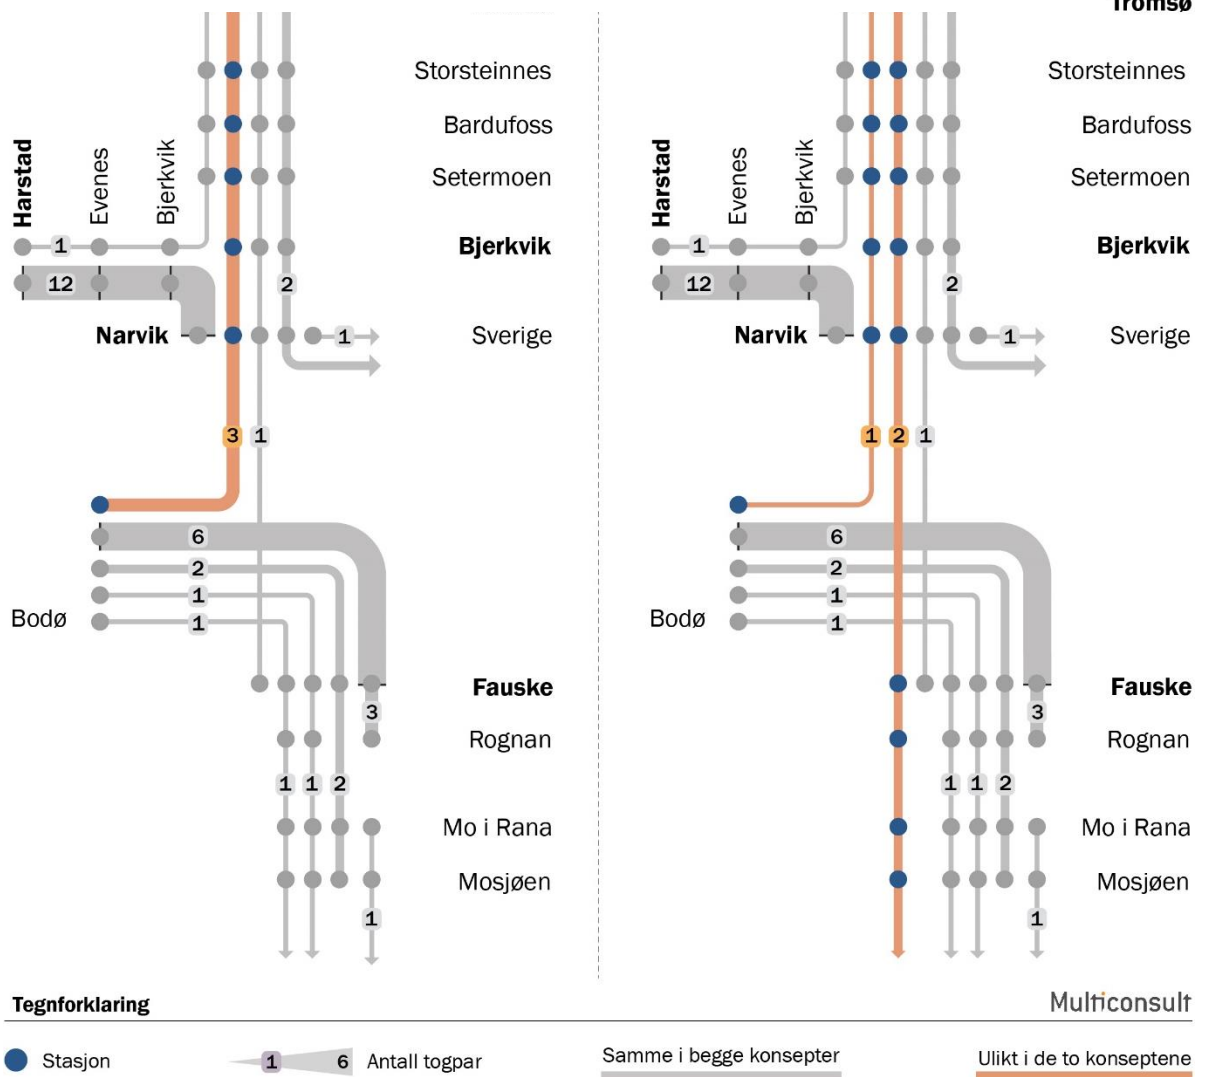 Tromsø
Storsteinnes
Bardufoss
Setermoen
Harstad
Evenes
Bjerkvik
Bjerkvik
1
12
2
Narvik
1
Sverige
3
1
6
2
1
Bodø
1
Fauske
3
Rognan
1
1
2
Mo i Rana
Mosjøen
1
Storsteinnes
Bardufoss
Setermoen
Harstad
Evenes
Bjerkvik
Bjerkvik
1
12
2
Narvik
1
Sverige
1
2
1
6
2
1
Bodø
1
Fauske
3
Rognan
1
1
2
Mo i Rana
Mosjøen
1
Tegnforklaring
Multiconsult
Stasjon
1
6
Antall togpar
Samme i begge konsepter
Ulikt i de to konseptene